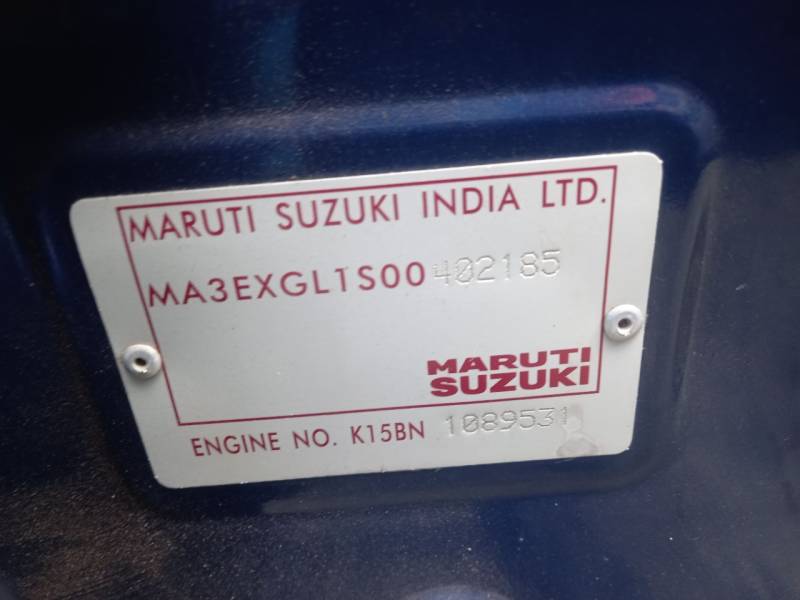 MARUTI SUZUKI INDIA LTD.
MA3EXGL1S00402185
MARUTI
SUZUKI
ENGINE NO. K15BN 1089531